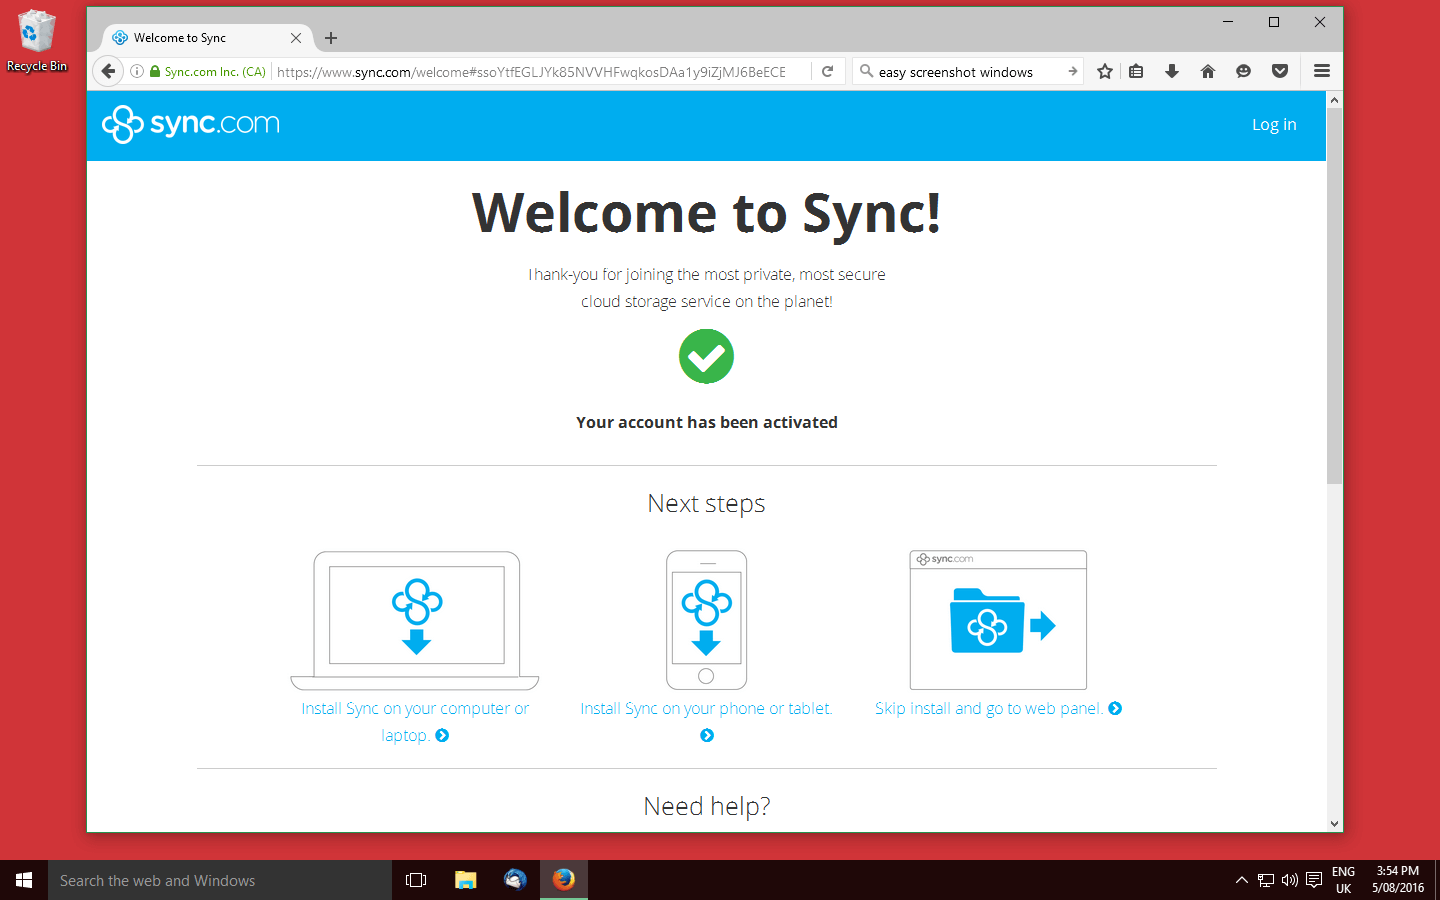 Recycle Bin
Welcome to Sync
Sync.com Inc. (CA)
https://www.sync.com/welcome#ssoYtfEGLJYk85NVVHFwqkosDAa1y9iZjMJ6BeECE
easy screenshot windows
sync.com
Log in
Welcome to Sync!
Thank-you for joining the most private, most secure
cloud storage service on the planet!
Your account has been activated
Next steps
sync.com
Install Sync on your computer or
laptop.
Install Sync on your phone or tablet.
Skip install and go to web panel.
Need help?
Search the web and Windows
ENG
UK
3:54 PM
5/08/2016